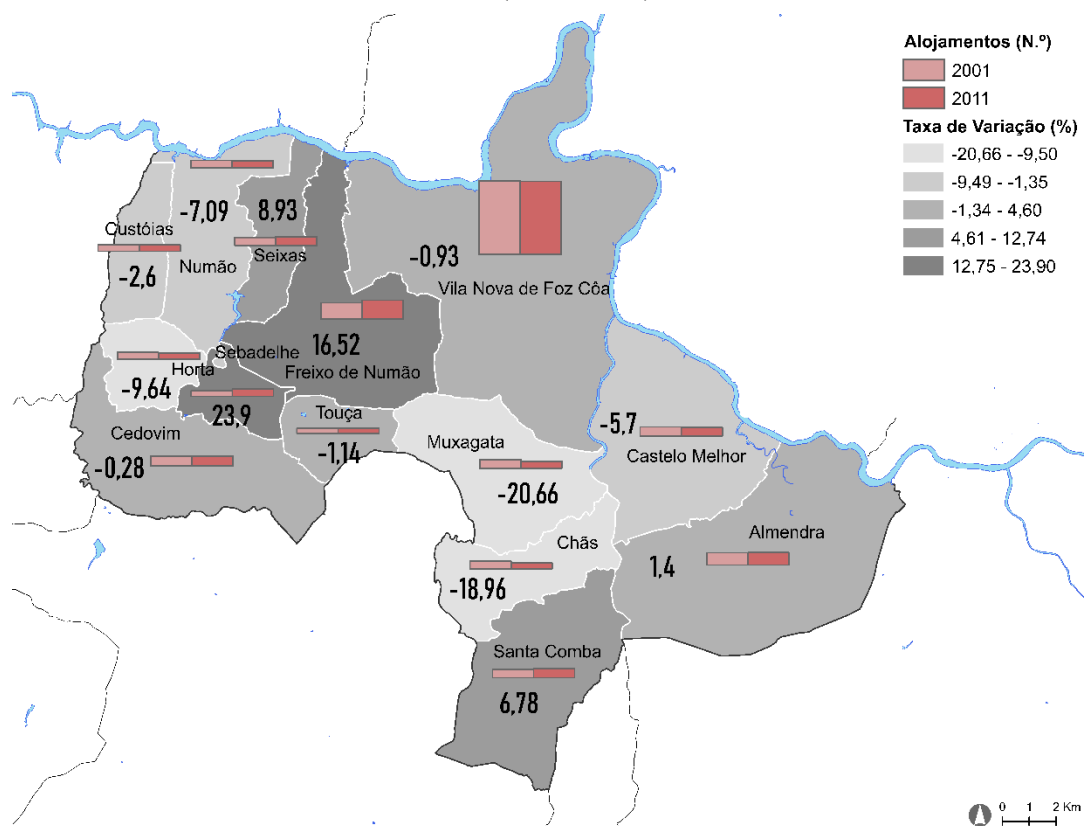 Alojamentos (N.º)
2001
2011
Taxa de Variação (%)
-20,66 - -9,50
-9,49 - -1,35
-1,34 - 4,60
4,61 - 12,74
12,75 - 23,90
-7,09
8,93
Custóias
-2,6
Numão
Seixas
-0,93
Vila Nova de Foz Côa
16,52
Sebadelhe
Freixo de Numão
Horta
-9,64
23,9
Touça
-1,14
Cedovim
-0,28
Muxagata
-20,66
-5,7
Castelo Melhor
Chãs
-18,96
Almendra
1,4
Santa Comba
6,78
0 1 2 Km